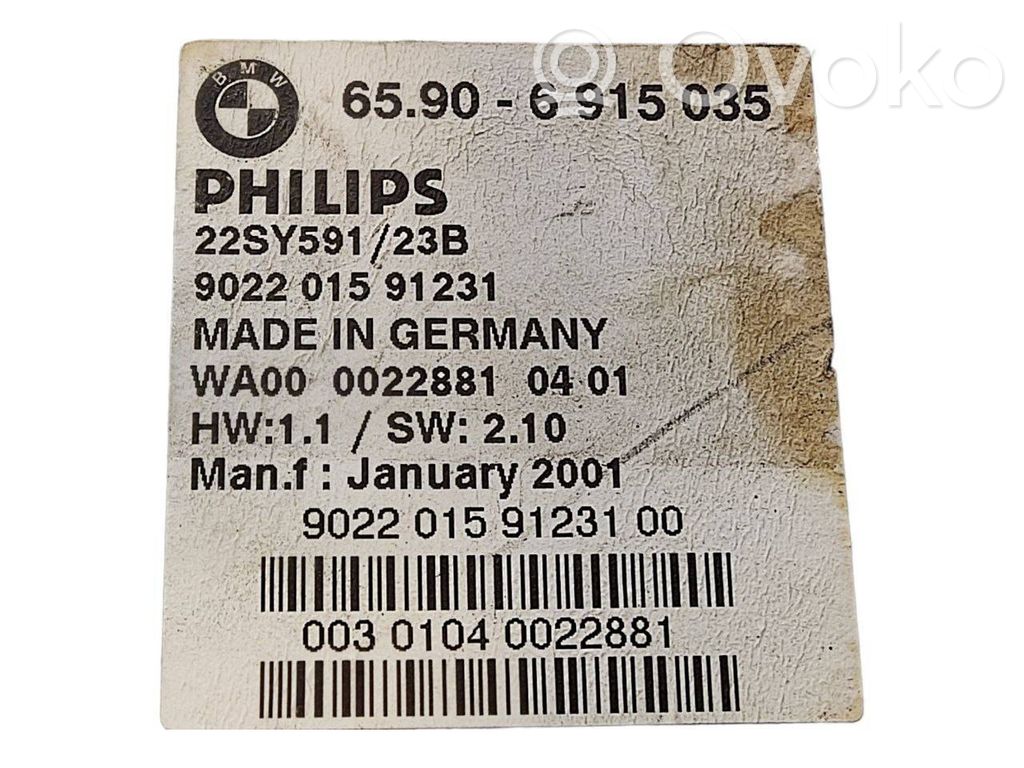 Ovoko
BMW
65.90 - 6 915 035
PHILIPS
22SY591/23B
9022 015 91231
MADE IN GERMANY
WA00 0022881 04 01
HW:1.1 / SW: 2.10
Man.f : January 2001
9022 015 91231 00
003 0104 0022881